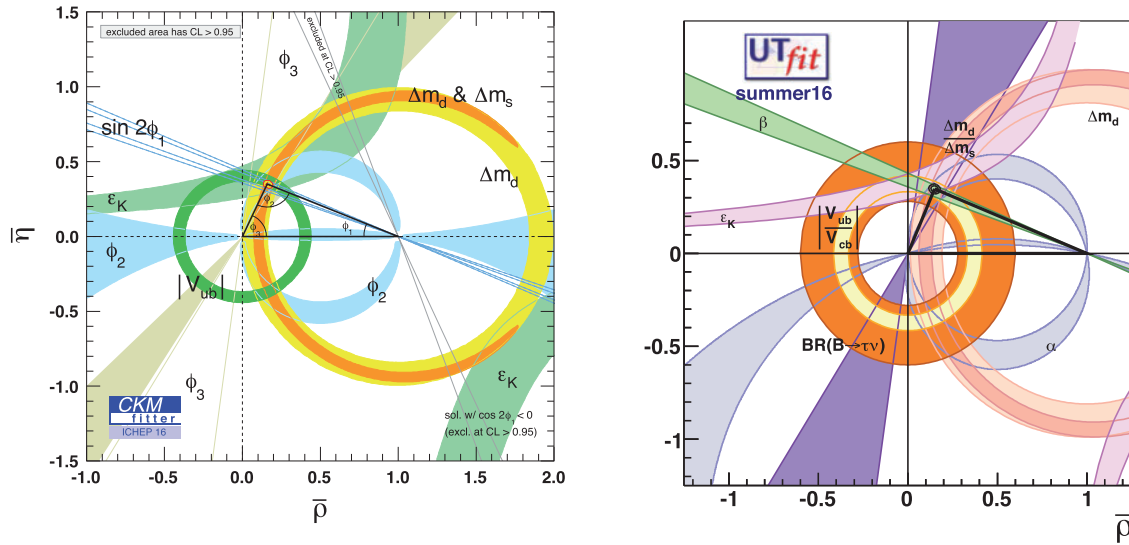 excluded area has CL > 0.95
excluded at CL > 0.95
ϕ3
Δmd & Δms
sin 2ϕ1
Δmd
εK
ϕ2
ϕ2
ϕ3
ϕ1
|Vub|
ϕ2
ϕ3
εK
CKM
fitter
ICHEP 16
sol. w/ cos 2ϕ1 < 0
(excl. at CL > 0.95)
1.5
1.0
0.5
0.0
-0.5
-1.0
-1.5
η̅
-1.0 -0.5 0.0 0.5 1.0 1.5 2.0
ρ̅
UTfit
summer16
β
Δmd
Δms
Δmd
εK
|Vub
Vcb|
BR(B→τν)
α
0.5
0
-0.5
-1
-1 -0.5 0 0.5 1
ρ̅